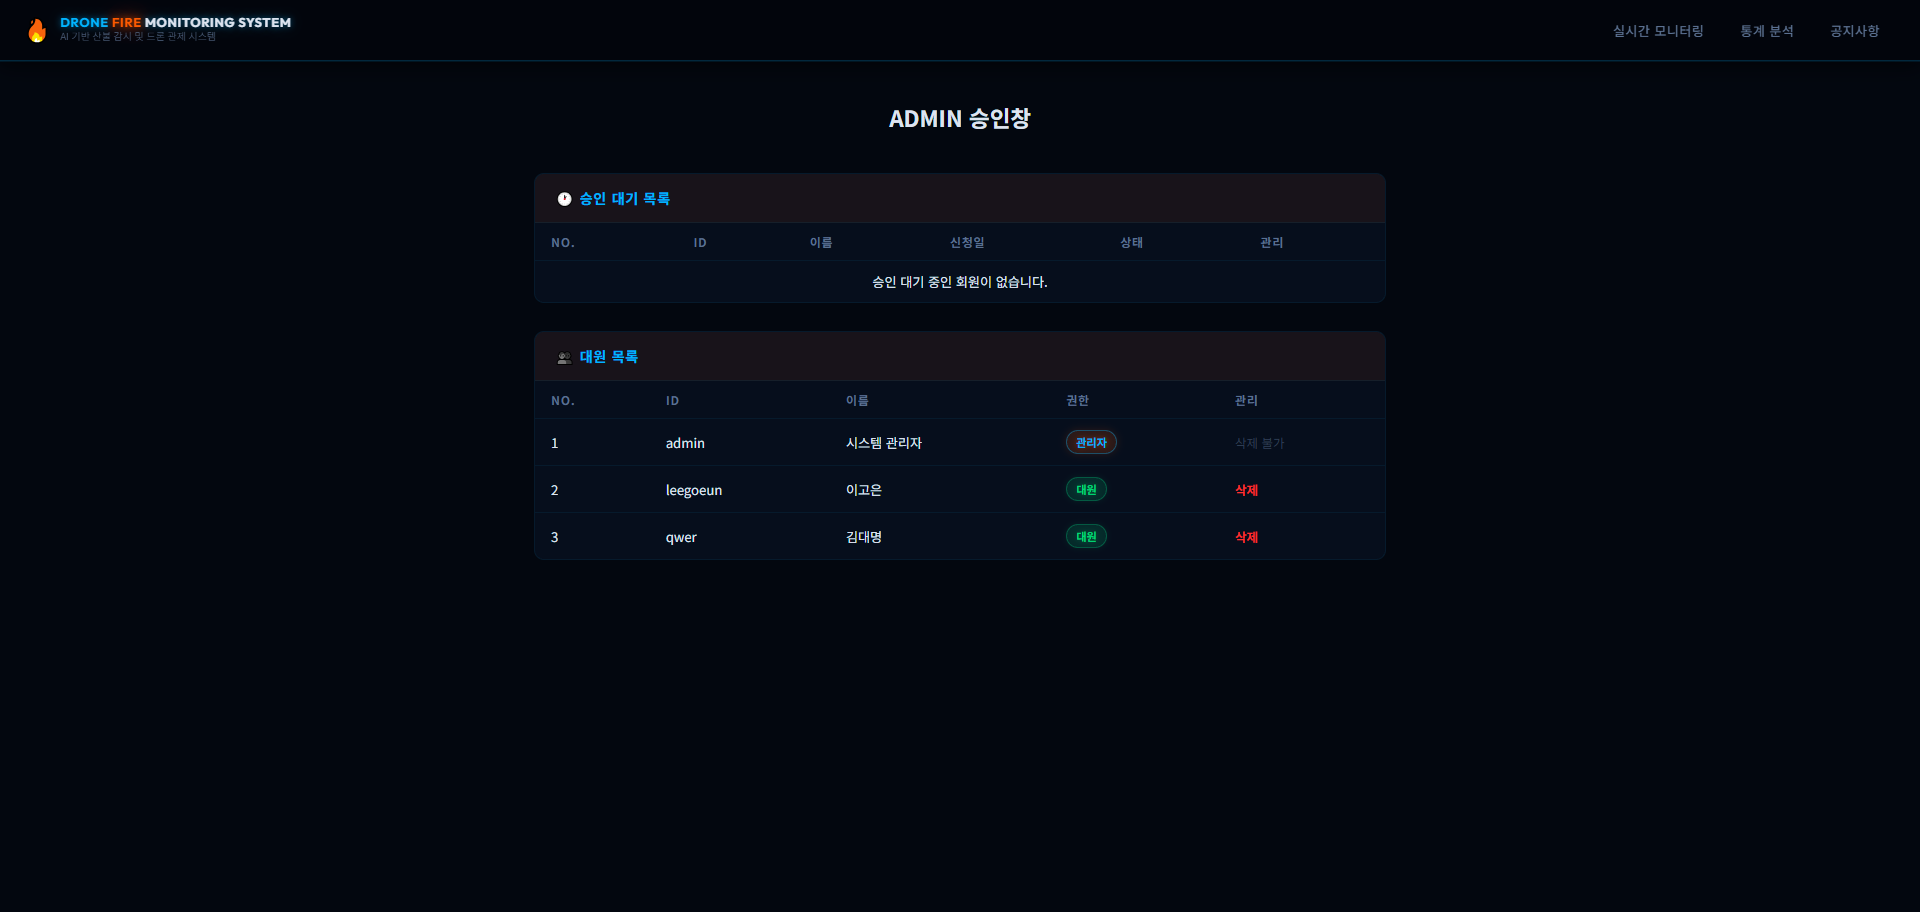 DRONE FIRE MONITORING SYSTEM
AI 기반 산불 감시 및 드론 관제 시스템
실시간 모니터링 통계 분석 공지사항
ADMIN 승인창
승인 대기 목록
NO. ID 이름 신청일 상태 관리
승인 대기 중인 회원이 없습니다.
대원 목록
NO. ID 이름 권한 관리
1 admin 시스템 관리자 관리자 삭제 불가
2 leegoeun 이고은 대원 삭제
3 qwer 김대명 대원 삭제